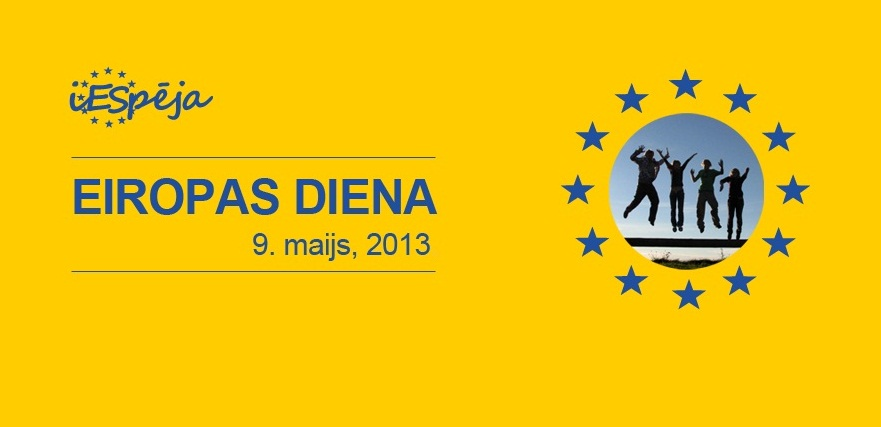 iESpēja
EIROPAS DIENA
9. maijs, 2013